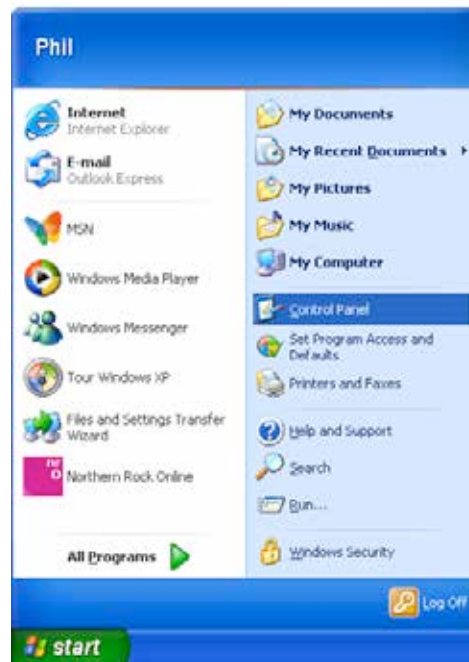 Phil
Internet
Internet Explorer
E-mail
Outlook Express
MSN
Windows Media Player
Windows Messenger
Tour Windows XP
Files and Settings Transfer
Wizard
Northern Rock Online
All Programs
My Documents
My Recent Documents
My Pictures
My Music
My Computer
Control Panel
Set Program Access and
Defaults
Printers and Faxes
Help and Support
Search
Run...
Windows Security
Log Off
start